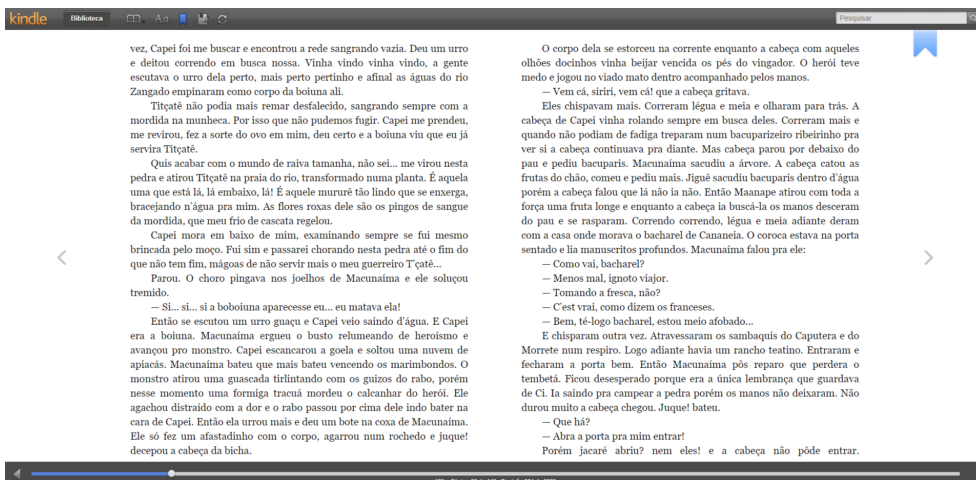 kindle
Biblioteca
Aa
Pesquisar
vez, Capei foi me buscar e encontrou a rede sangrando vazia. Deu um urro
e deitou correndo em busca nossa. Vinha vindo vinha vindo, a gente
escutava o urro dela perto, mais perto pertinho e afinal as águas do rio
Zangado empinaram como corpo da boiuna ali.
Titçatê não podia mais remar desfalecido, sangrando sempre com a
mordida na munheca. Por isso que não pudemos fugir. Capei me prendeu,
me revirou, fez a sorte do ovo em mim, deu certo e a boiuna viu que eu já
servira Titçatê.
Quis acabar com o mundo de raiva tamanha, não sei... me virou nesta
pedra e atirou Titçatê na praia do rio, transformado numa planta. É aquela
uma que está lá, lá embaixo, lá! É aquele mururê tão lindo que se enxerga,
bracejando n'água pra mim. As flores roxas dele são os pingos de sangue
da mordida, que meu frio de cascata regelou.
Capei mora em baixo de mim, examinando sempre se fui mesmo
brincada pelo moço. Fui sim e passarei chorando nesta pedra até o fim do
que não tem fim, mágoas de não servir mais o meu guerreiro T'çatê...
Parou. O choro pingava nos joelhos de Macunaíma e ele soluçou
tremido.
— Si... si... si a boboiuna aparecesse eu... eu matava ela!
Então se escutou um urro guaçu e Capei veio saindo d'água. E Capei
era a boiuna. Macunaíma ergueu o busto relumeando de heroísmo e
avançou pro monstro. Capei escancarou a goela e soltou uma nuvem de
apiacás. Macunaíma bateu que mais bateu vencendo os marimbondos. O
monstro atirou uma guascada tirlintando com os guizos do rabo, porém
nesse momento uma formiga tracuá mordeu o calcanhar do herói. Ele
agachou distraído com a dor e o rabo passou por cima dele indo bater na
cara de Capei. Então ela urrou mais e deu um bote na coxa de Macunaíma.
Ele só fez um afastadinho com o corpo, agarrou num rochedo e juque!
decepou a cabeça da bicha.
O corpo dela se estorceu na corrente enquanto a cabeça com aqueles
olhões docinhos vinha beijar vencida os pés do vingador. O herói teve
medo e jogou no viado mato dentro acompanhado pelos manos.
— Vem cá, siriri, vem cá! que a cabeça gritava.
Eles chispavam mais. Correram légua e meia e olharam para trás. A
cabeça de Capei vinha rolando sempre em busca deles. Correram mais e
quando não podiam de fadiga treparam num bacuparizeiro ribeirinho pra
ver si a cabeça continuava pra diante. Mas cabeça parou por debaixo do
pau e pediu bacuparis. Macunaíma sacudiu a árvore. A cabeça catou as
frutas do chão, comeu e pediu mais. Jiguê sacudiu bacuparis dentro d'água
porém a cabeça falou que lá não ia não. Então Maanape atirou com toda a
força uma fruta longe e enquanto a cabeça ia buscá-la os manos desceram
do pau e se rasparam. Correndo correndo, légua e meia adiante deram
com a casa onde morava o bacharel de Cananeia. O coroca estava na porta
sentado e lia manuscritos profundos. Macunaíma falou pra ele:
— Como vai, bacharel?
— Menos mal, ignoto viajor.
— Tomando a fresca, não?
— C'est vrai, como dizem os franceses.
— Bem, té-logo bacharel, estou meio afobado...
E chisparam outra vez. Atravessaram os sambaquis do Caputera e do
Morrete num respiro. Logo adiante havia um rancho teatino. Entraram e
fecharam a porta bem. Então Macunaíma pôs reparo que perdera o
tembetá. Ficou desesperado porque era a única lembrança que guardava
de Ci. Ia saindo pra campear a pedra porém os manos não deixaram. Não
durou muito a cabeça chegou. Juque! bateu.
— Que há?
— Abra a porta pra mim entrar!
Porém jacaré abriu? nem eles! e a cabeça não pôde entrar.